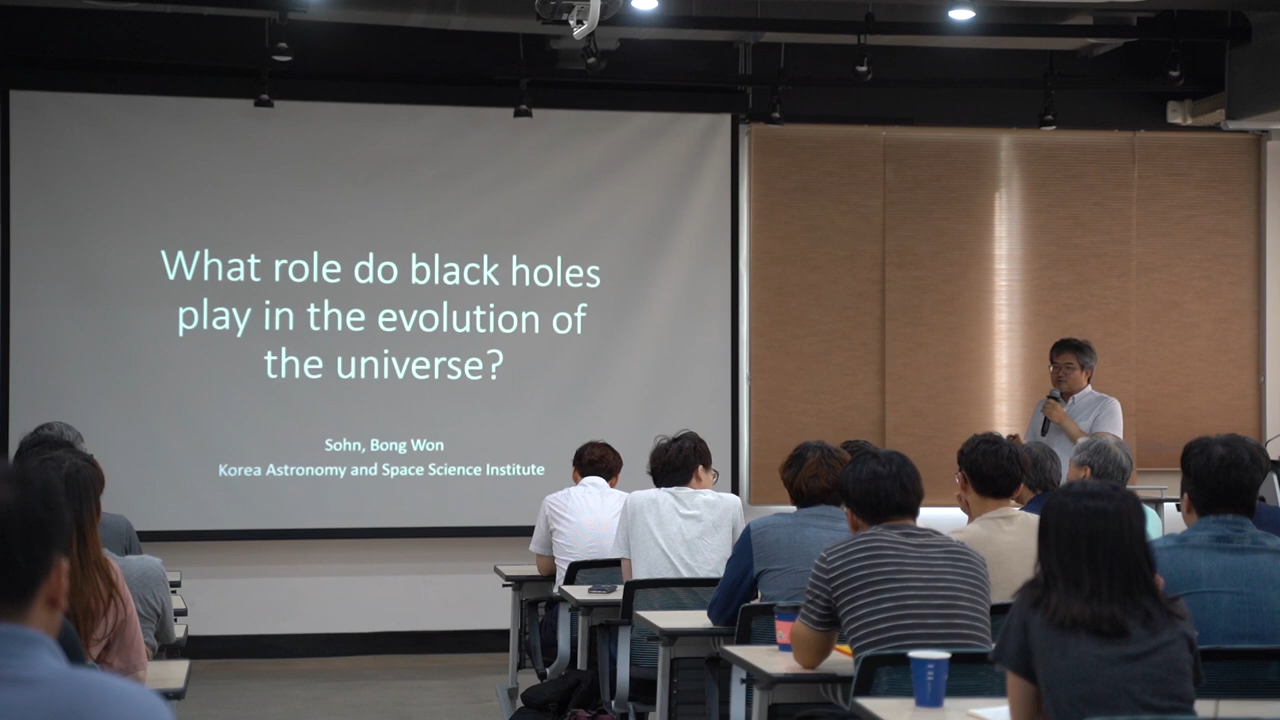 What role do black holes
play in the evolution of
the universe?
Sohn, Bong Won
Korea Astronomy and Space Science Institute